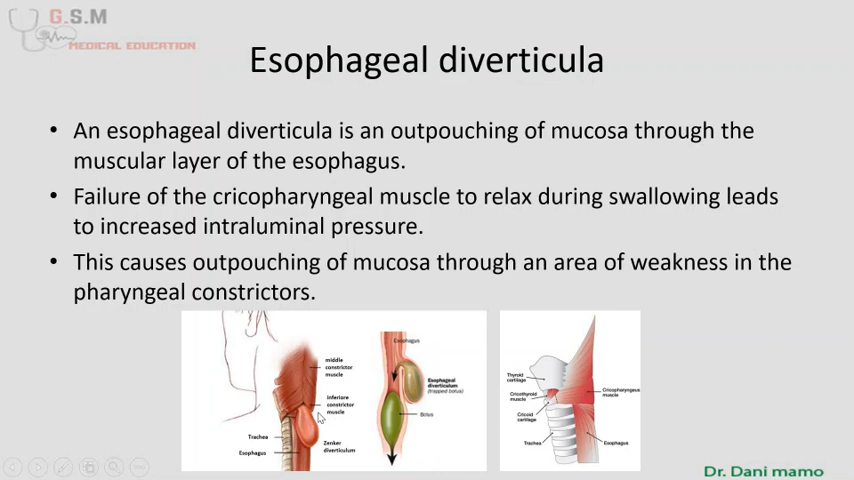 G.S.M
MEDICAL EDUCATION
Esophageal diverticula
• An esophageal diverticula is an outpouching of mucosa through the
muscular layer of the esophagus.
• Failure of the cricopharyngeal muscle to relax during swallowing leads
to increased intraluminal pressure.
• This causes outpouching of mucosa through an area of weakness in the
pharyngeal constrictors.
middle
constrictor
muscle
Inferiore
constrictor
muscle
Trachea
Zenker
diverticulum
Esophagus
Esophagus
Esophageal
diverticulum
(trapped bolus)
Bolus
Thyroid
cartilage
Cricothyroid
muscle
Cricoid
cartilage
Trachea
Cricopharyngeus
muscle
Esophagus
Dr. Dani mamo